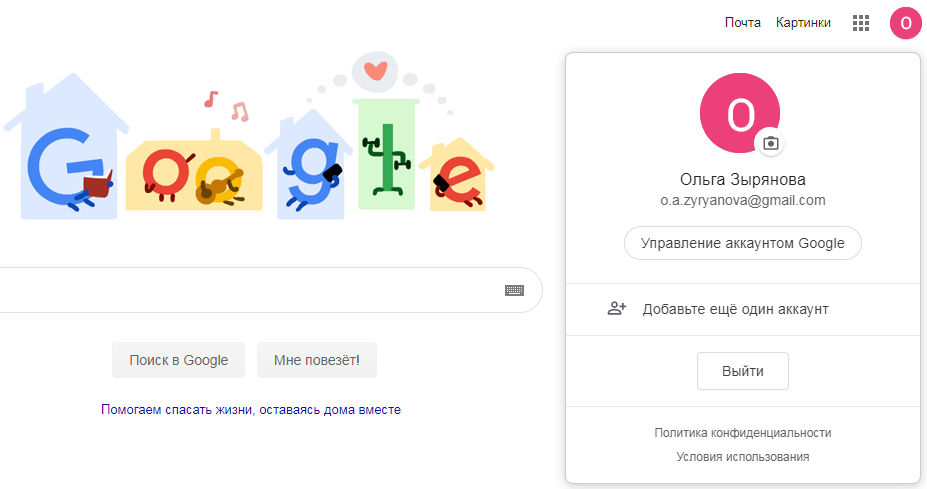 Почта Картинки
O
O
Google
Ольга Зырянова
o.a.zyryanova@gmail.com
Управление аккаунтом Google
Добавьте ещё один аккаунт
Поиск в Google Мне повезёт!
Выйти
Помогаем спасать жизни, оставаясь дома вместе
Политика конфиденциальности
Условия использования